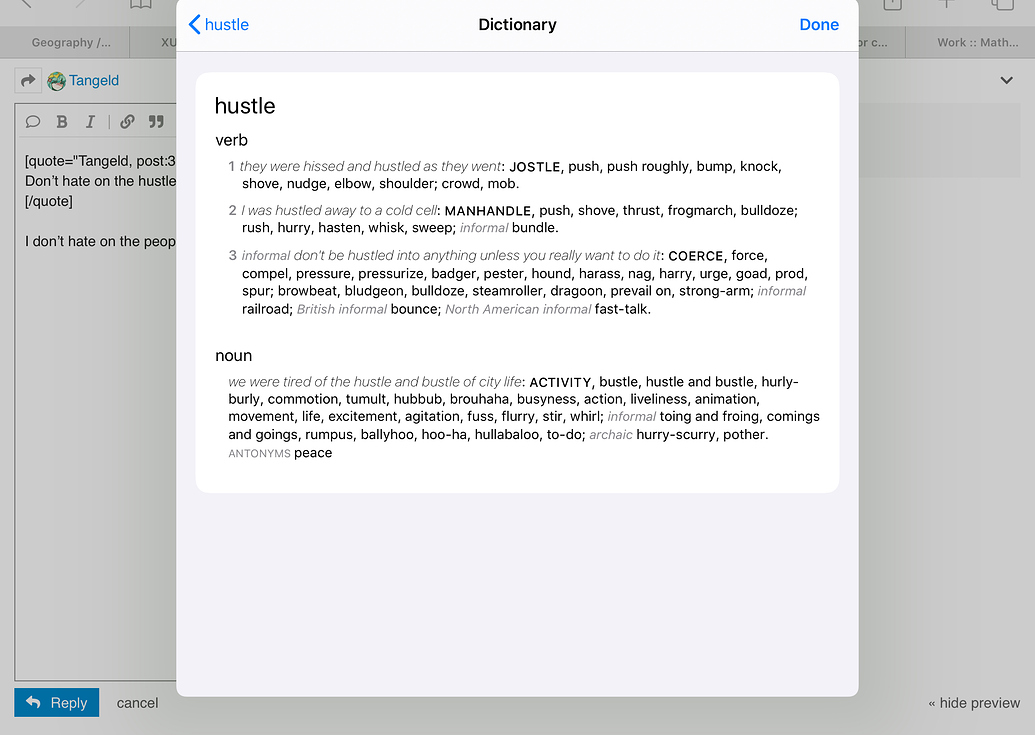 hustle
Dictionary
Done
Geography /...
XU
or c...
Work :: Math...
Tangeld
[quote="Tangeld, post:3
Don’t hate on the hustle
[/quote]
I don’t hate on the peop
hustle
verb
1 they were hissed and hustled as they went: JOSTLE, push, push roughly, bump, knock,
shove, nudge, elbow, shoulder; crowd, mob.
2 I was hustled away to a cold cell: MANHANDLE, push, shove, thrust, frogmarch, bulldoze;
rush, hurry, hasten, whisk, sweep; informal bundle.
3 informal don’t be hustled into anything unless you really want to do it: COERCE, force,
compel, pressure, pressurize, badger, pester, hound, harass, nag, harry, urge, goad, prod,
spur; browbeat, bludgeon, bulldoze, steamroller, dragoon, prevail on, strong-arm; informal
railroad; British informal bounce; North American informal fast-talk.
noun
we were tired of the hustle and bustle of city life: ACTIVITY, bustle, hustle and bustle, hurly-
burly, commotion, tumult, hubbub, brouhaha, busyness, action, liveliness, animation,
movement, life, excitement, agitation, fuss, flurry, stir, whirl; informal toing and froing, comings
and goings, rumpus, ballyhoo, hoo-ha, hullabaloo, to-do; archaic hurry-scurry, pother.
ANTONYMS peace
Reply
cancel
« hide preview